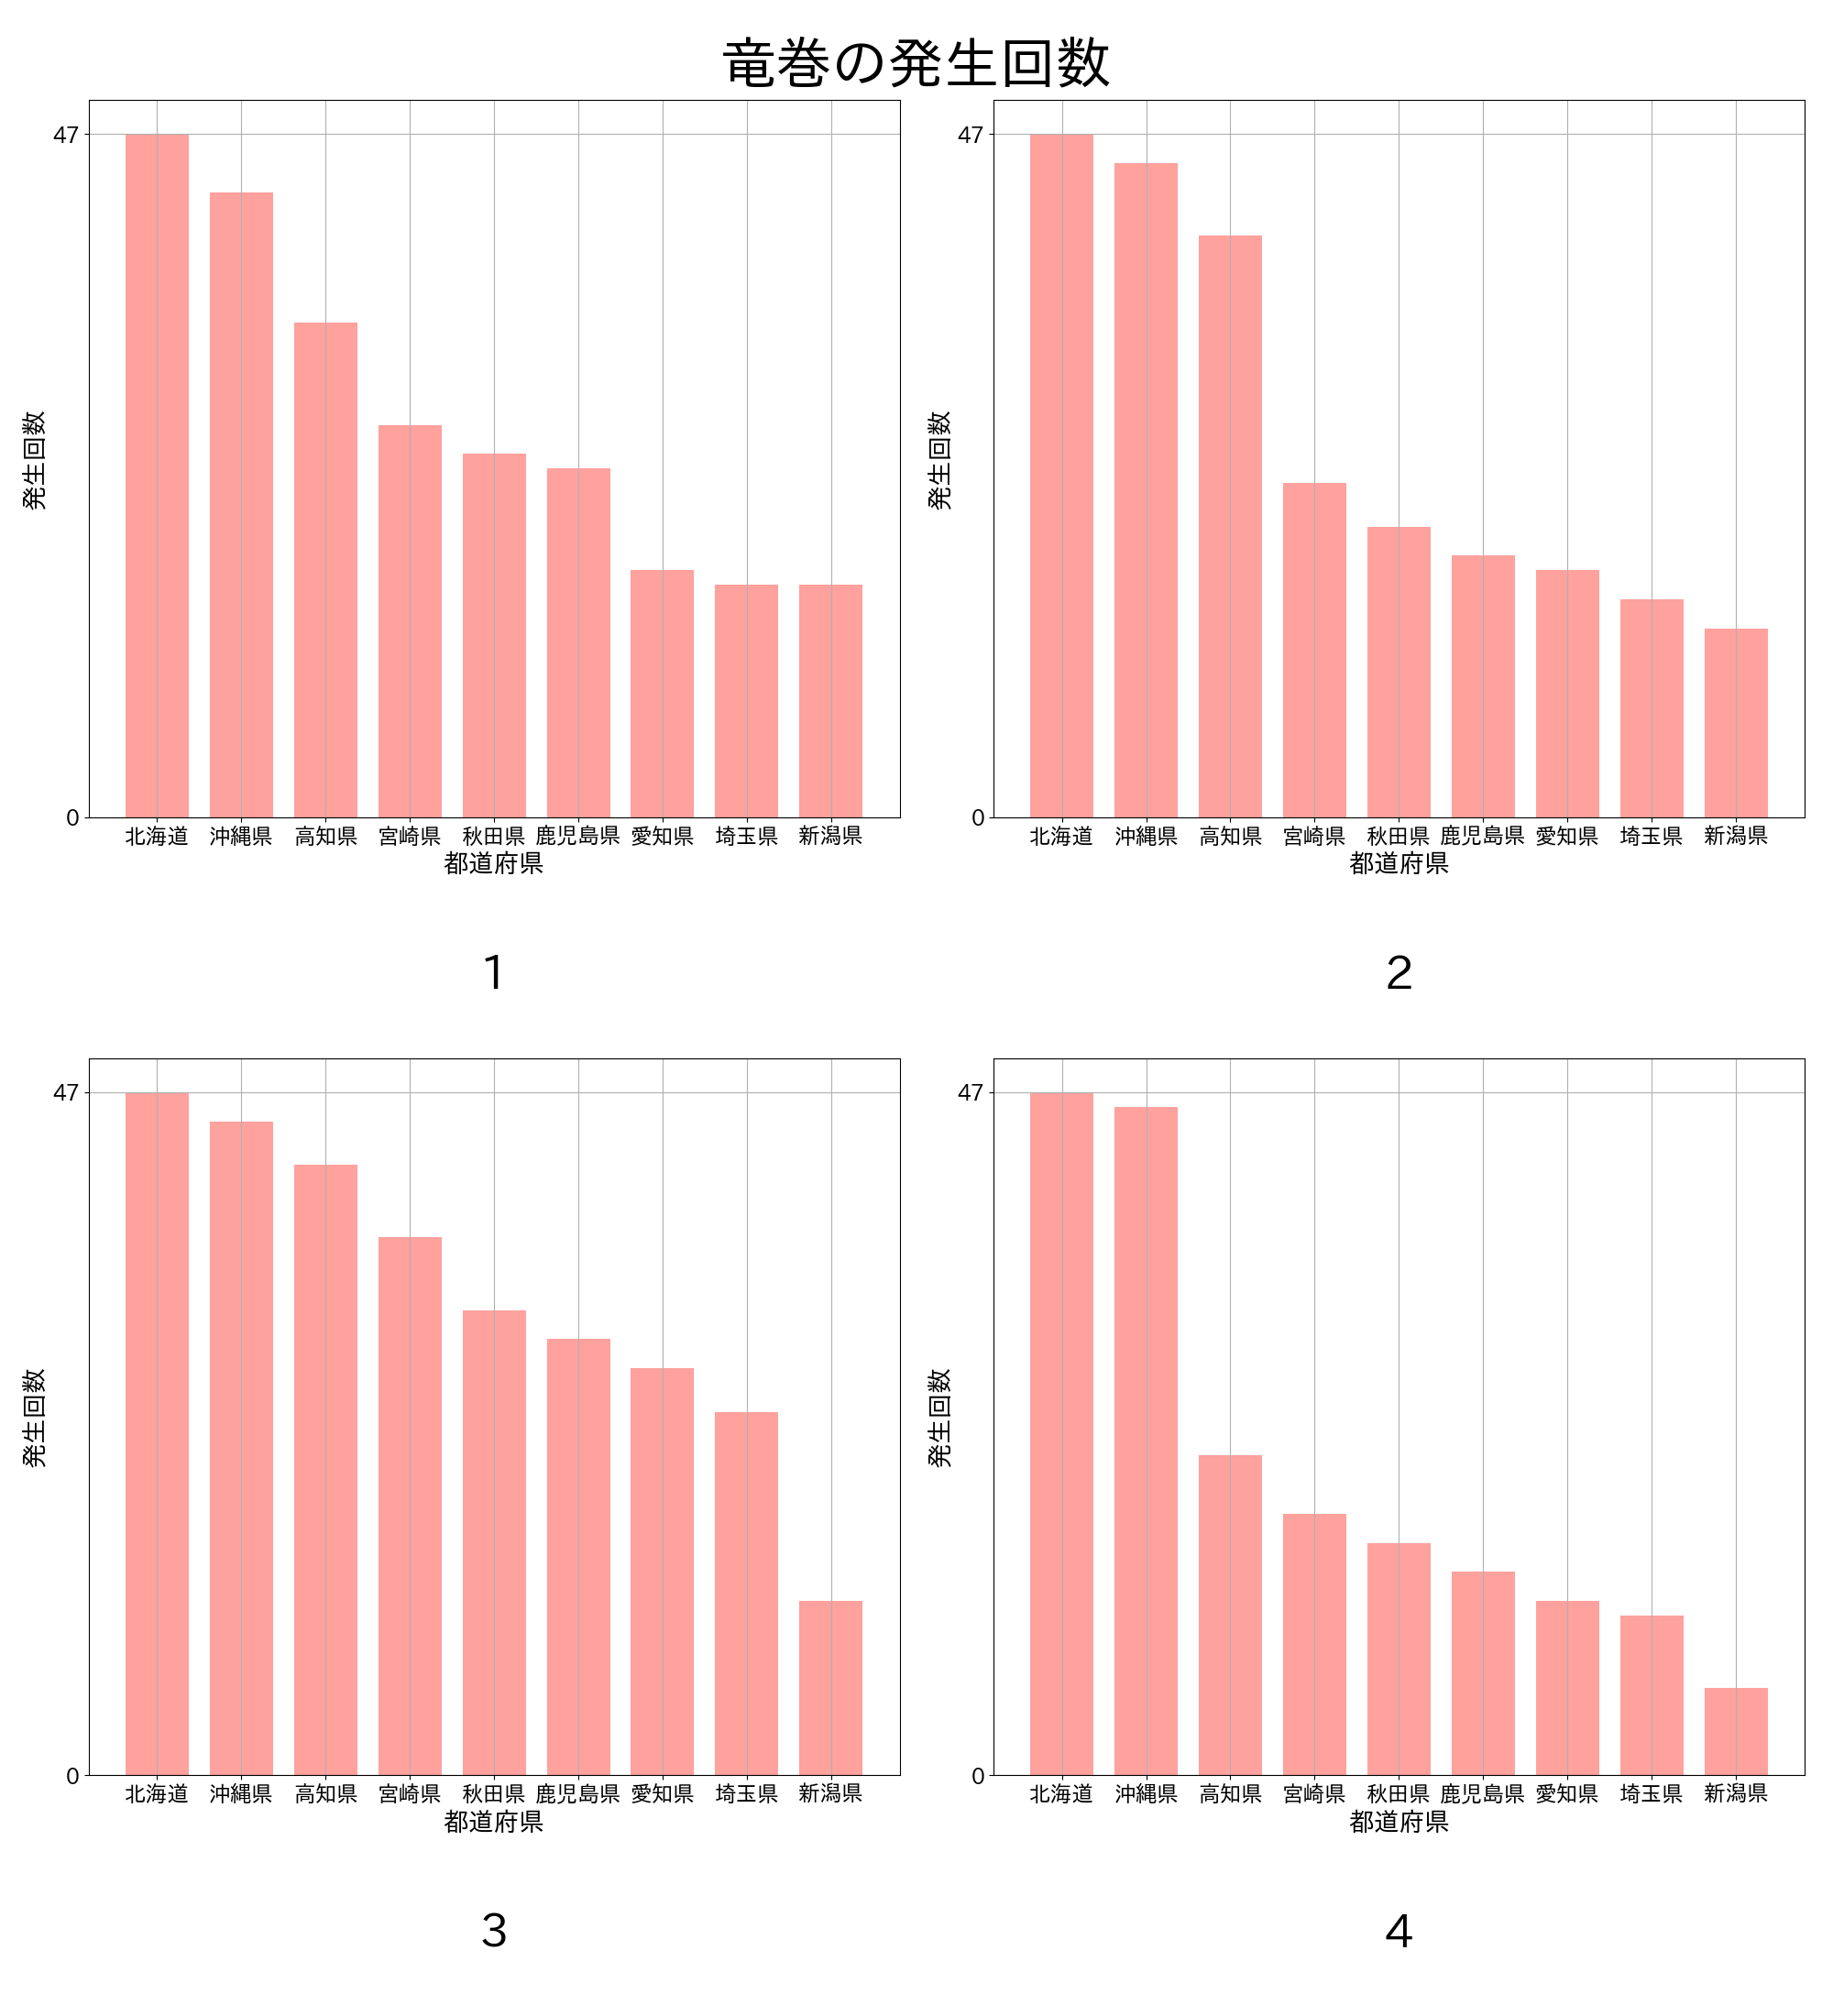 竜巻の発生回数
47
0
発生回数
北海道 沖縄県 高知県 宮崎県 秋田県 鹿児島県 愛知県 埼玉県 新潟県
都道府県
1
47
0
発生回数
北海道 沖縄県 高知県 宮崎県 秋田県 鹿児島県 愛知県 埼玉県 新潟県
都道府県
2
47
0
発生回数
北海道 沖縄県 高知県 宮崎県 秋田県 鹿児島県 愛知県 埼玉県 新潟県
都道府県
3
47
0
発生回数
北海道 沖縄県 高知県 宮崎県 秋田県 鹿児島県 愛知県 埼玉県 新潟県
都道府県
4